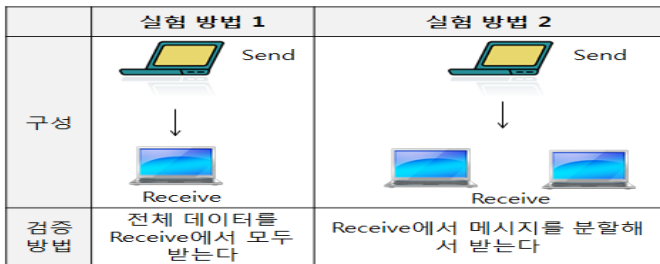 실험 방법 1
실험 방법 2
구성
Send
↓
Receive
Send
↓
Receive
검증
방법
전체 데이터를
Receive에서 모두
받는다
Receive에서 메시지를 분할해
서 받는다